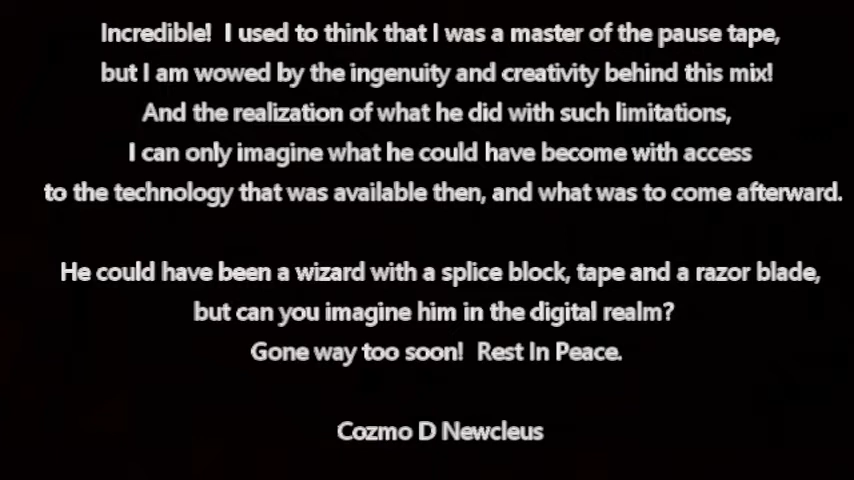 Incredible!  I used to think that I was a master of the pause tape,
but I am wowed by the ingenuity and creativity behind this mix!
And the realization of what he did with such limitations,
I can only imagine what he could have become with access
to the technology that was available then, and what was to come afterward.
He could have been a wizard with a splice block, tape and a razor blade,
but can you imagine him in the digital realm?
Gone way too soon!  Rest In Peace.
Cozmo D Newcleus